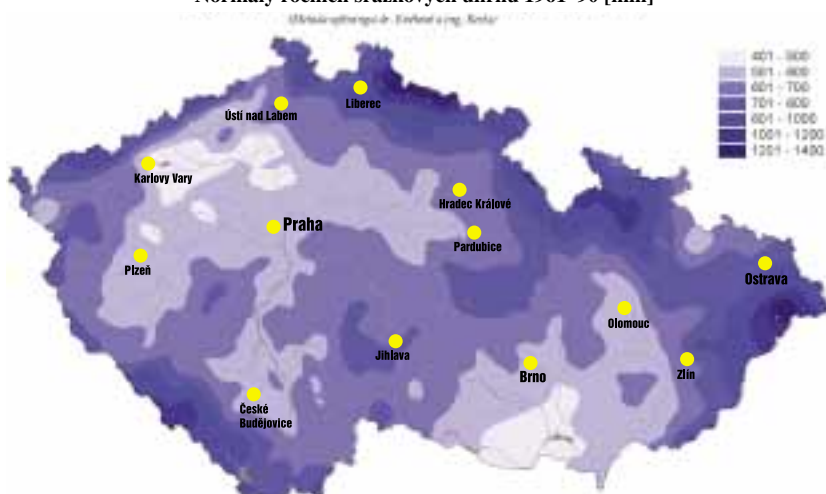 Normály ročních srážkových úhrnů 1961-90 [mm]
401 - 500
501 - 600
601 - 700
701 - 800
801 - 1000
1001 - 1200
1201 - 1400
Liberec
Ústí nad Labem
Karlovy Vary
Hradec Králové
Praha
Pardubice
Plzeň
Ostrava
Olomouc
Jihlava
Brno
Zlín
České
Budějovice